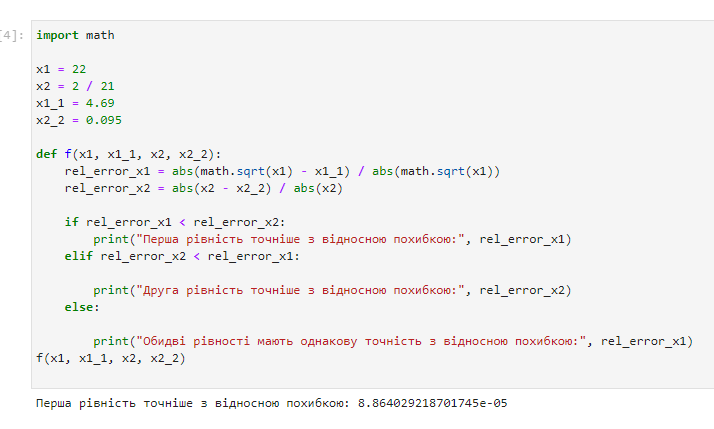 [4]:
import math
x1 = 22
x2 = 2 / 21
x1_1 = 4.69
x2_2 = 0.095
def f(x1, x1_1, x2, x2_2):
    rel_error_x1 = abs(math.sqrt(x1) - x1_1) / abs(math.sqrt(x1))
    rel_error_x2 = abs(x2 - x2_2) / abs(x2)
    if rel_error_x1 < rel_error_x2:
        print("Перша рівність точніше з відносною похибкою:", rel_error_x1)
    elif rel_error_x2 < rel_error_x1:
        print("Друга рівність точніше з відносною похибкою:", rel_error_x2)
    else:
        print("Обидві рівності мають однакову точність з відносною похибкою:", rel_error_x1)
f(x1, x1_1, x2, x2_2)
Перша рівність точніше з відносною похибкою: 8.864029218701745e-05